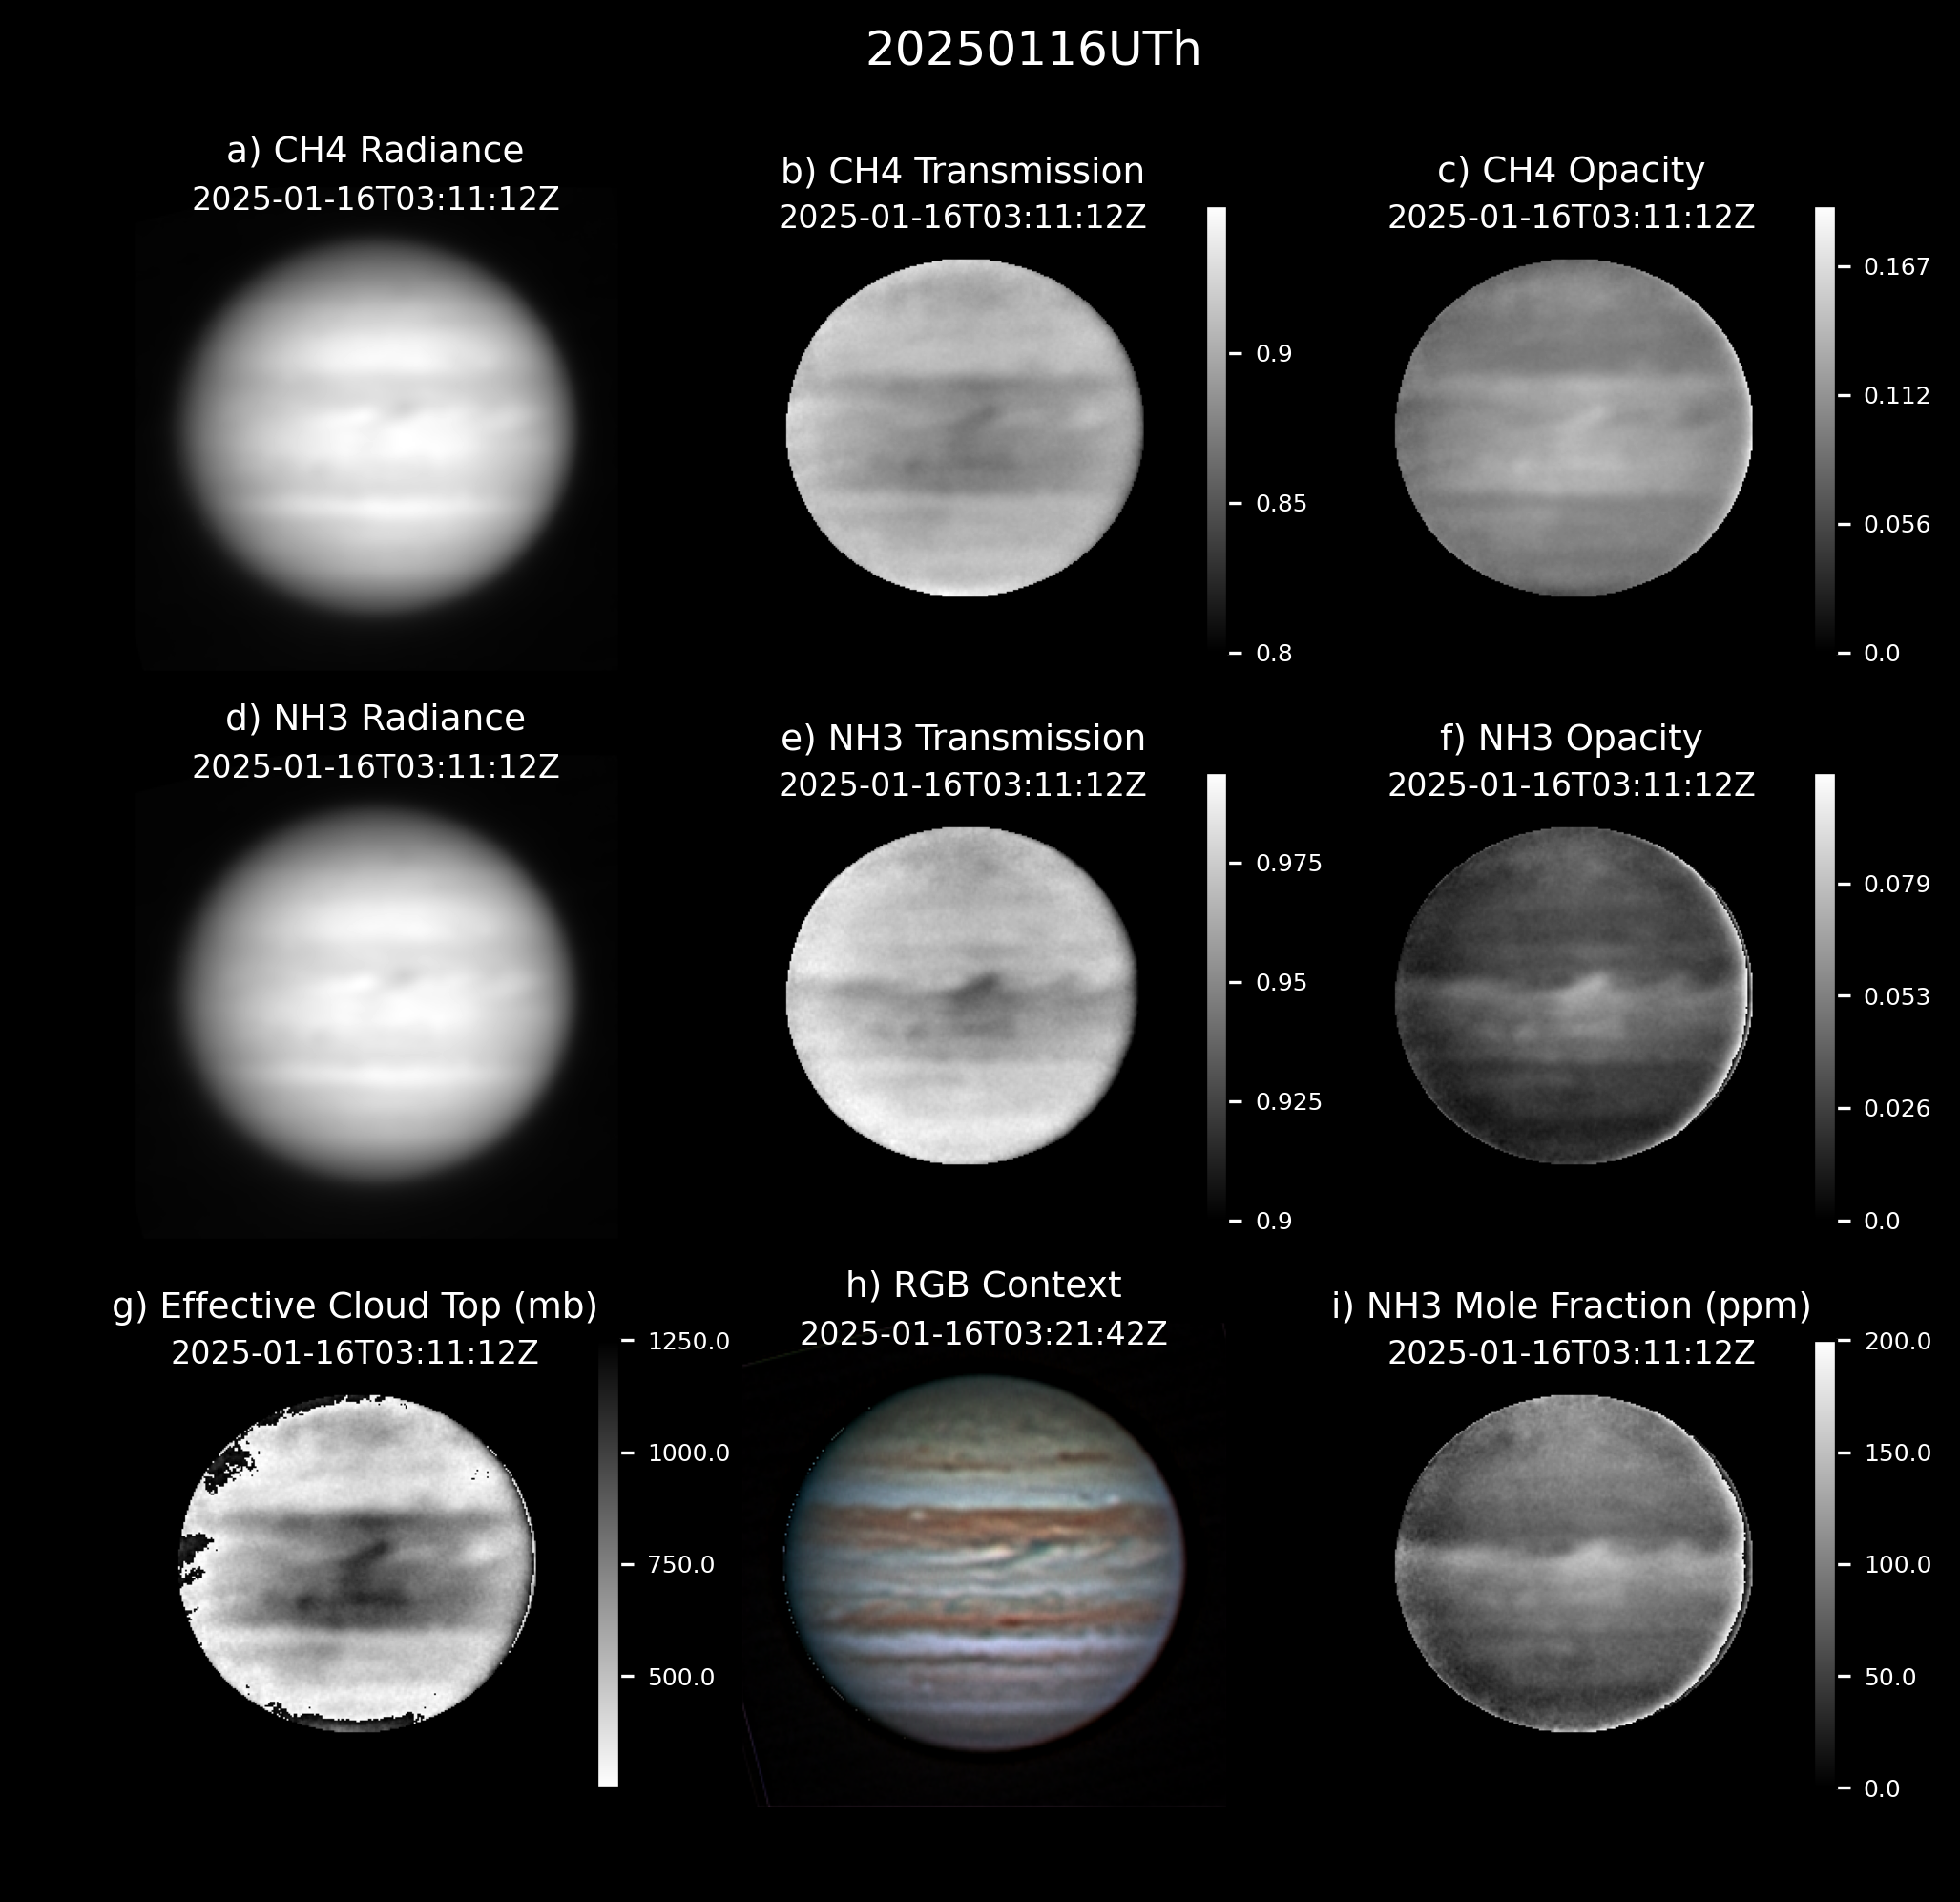 20250116UTh
a) CH4 Radiance
2025-01-16T03:11:12Z
b) CH4 Transmission
2025-01-16T03:11:12Z
0.9
0.85
0.8
c) CH4 Opacity
2025-01-16T03:11:12Z
0.167
0.112
0.056
0.0
d) NH3 Radiance
2025-01-16T03:11:12Z
e) NH3 Transmission
2025-01-16T03:11:12Z
0.975
0.95
0.925
0.9
f) NH3 Opacity
2025-01-16T03:11:12Z
0.079
0.053
0.026
0.0
g) Effective Cloud Top (mb)
2025-01-16T03:11:12Z
1250.0
1000.0
750.0
500.0
h) RGB Context
2025-01-16T03:21:42Z
i) NH3 Mole Fraction (ppm)
2025-01-16T03:11:12Z
200.0
150.0
100.0
50.0
0.0